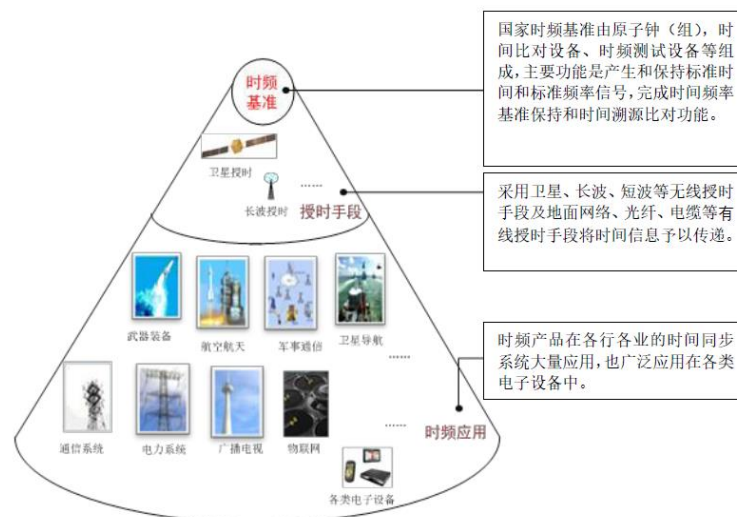 国家时频基准由原子钟（组），时
间比对设备、时频测试设备等组
成，主要功能是产生和保持标准时
间和标准频率信号，完成时间频率
基准保持和时间溯源比对功能。
时频
基准
卫星授时
……
长波授时
授时手段
采用卫星、长波、短波等无线授时
手段及地面网络、光纤、电缆等有
线授时手段将时间信息予以传递。
武器装备
航空航天
军事通信
卫星导航
……
时频产品在各行各业的时间同步
系统大量应用，也广泛应用在各类
电子设备中。
通信系统
电力系统
广播电视
物联网
……
时频应用
各类电子设备